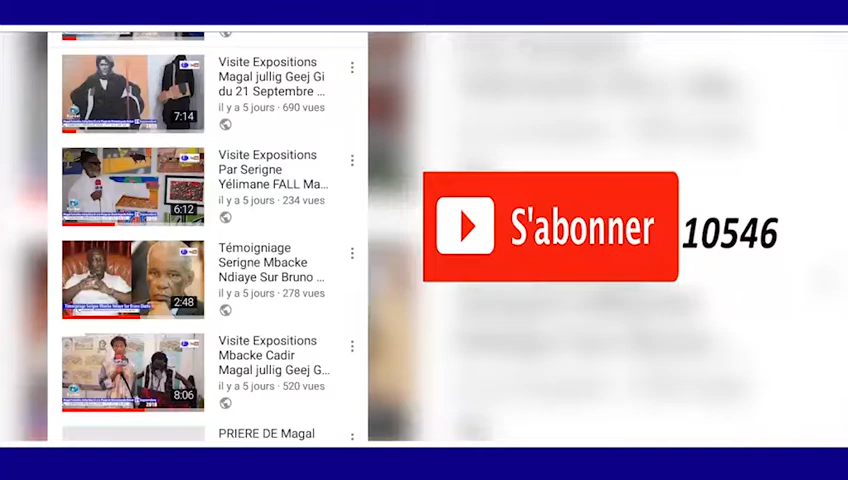 Visite Expositions
Magal jullig Geej Gi
du 21 Septembre ...
il y a 5 jours · 690 vues
7:14
Visite Expositions
Par Serigne
Yélimane FALL Ma...
il y a 5 jours · 234 vues
6:12
Témoignage
Serigne Mbacke
Ndiaye Sur Bruno ...
il y a 5 jours · 278 vues
2:48
Visite Expositions
Mbacke Cadir
Magal jullig Geej G...
il y a 5 jours · 520 vues
8:06
PRIERE DE Magal
S'abonner
10546